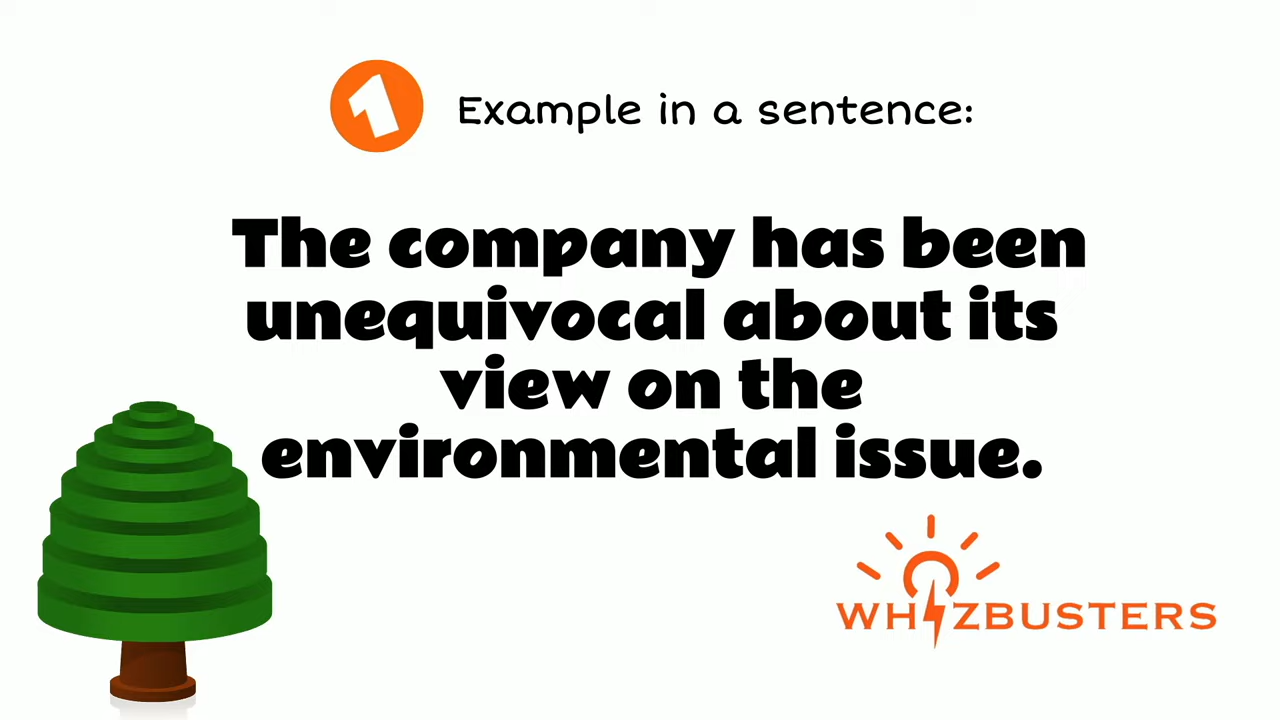 1 Example in a sentence:
The company has been
unequivocal about its
view on the
environmental issue.
WHIZBUSTERS